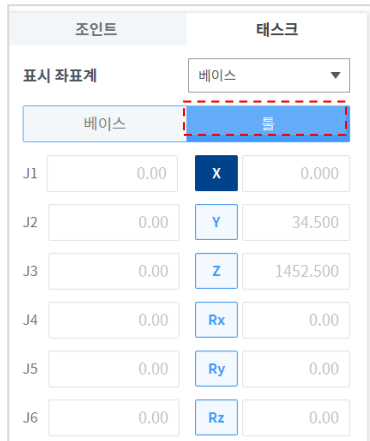 조인트 태스크
표시 좌표계 베이스
베이스 툴
J1 0.00 X 0.000
J2 0.00 Y 34.500
J3 0.00 Z 1452.500
J4 0.00 Rx 0.00
J5 0.00 Ry 0.00
J6 0.00 Rz 0.00